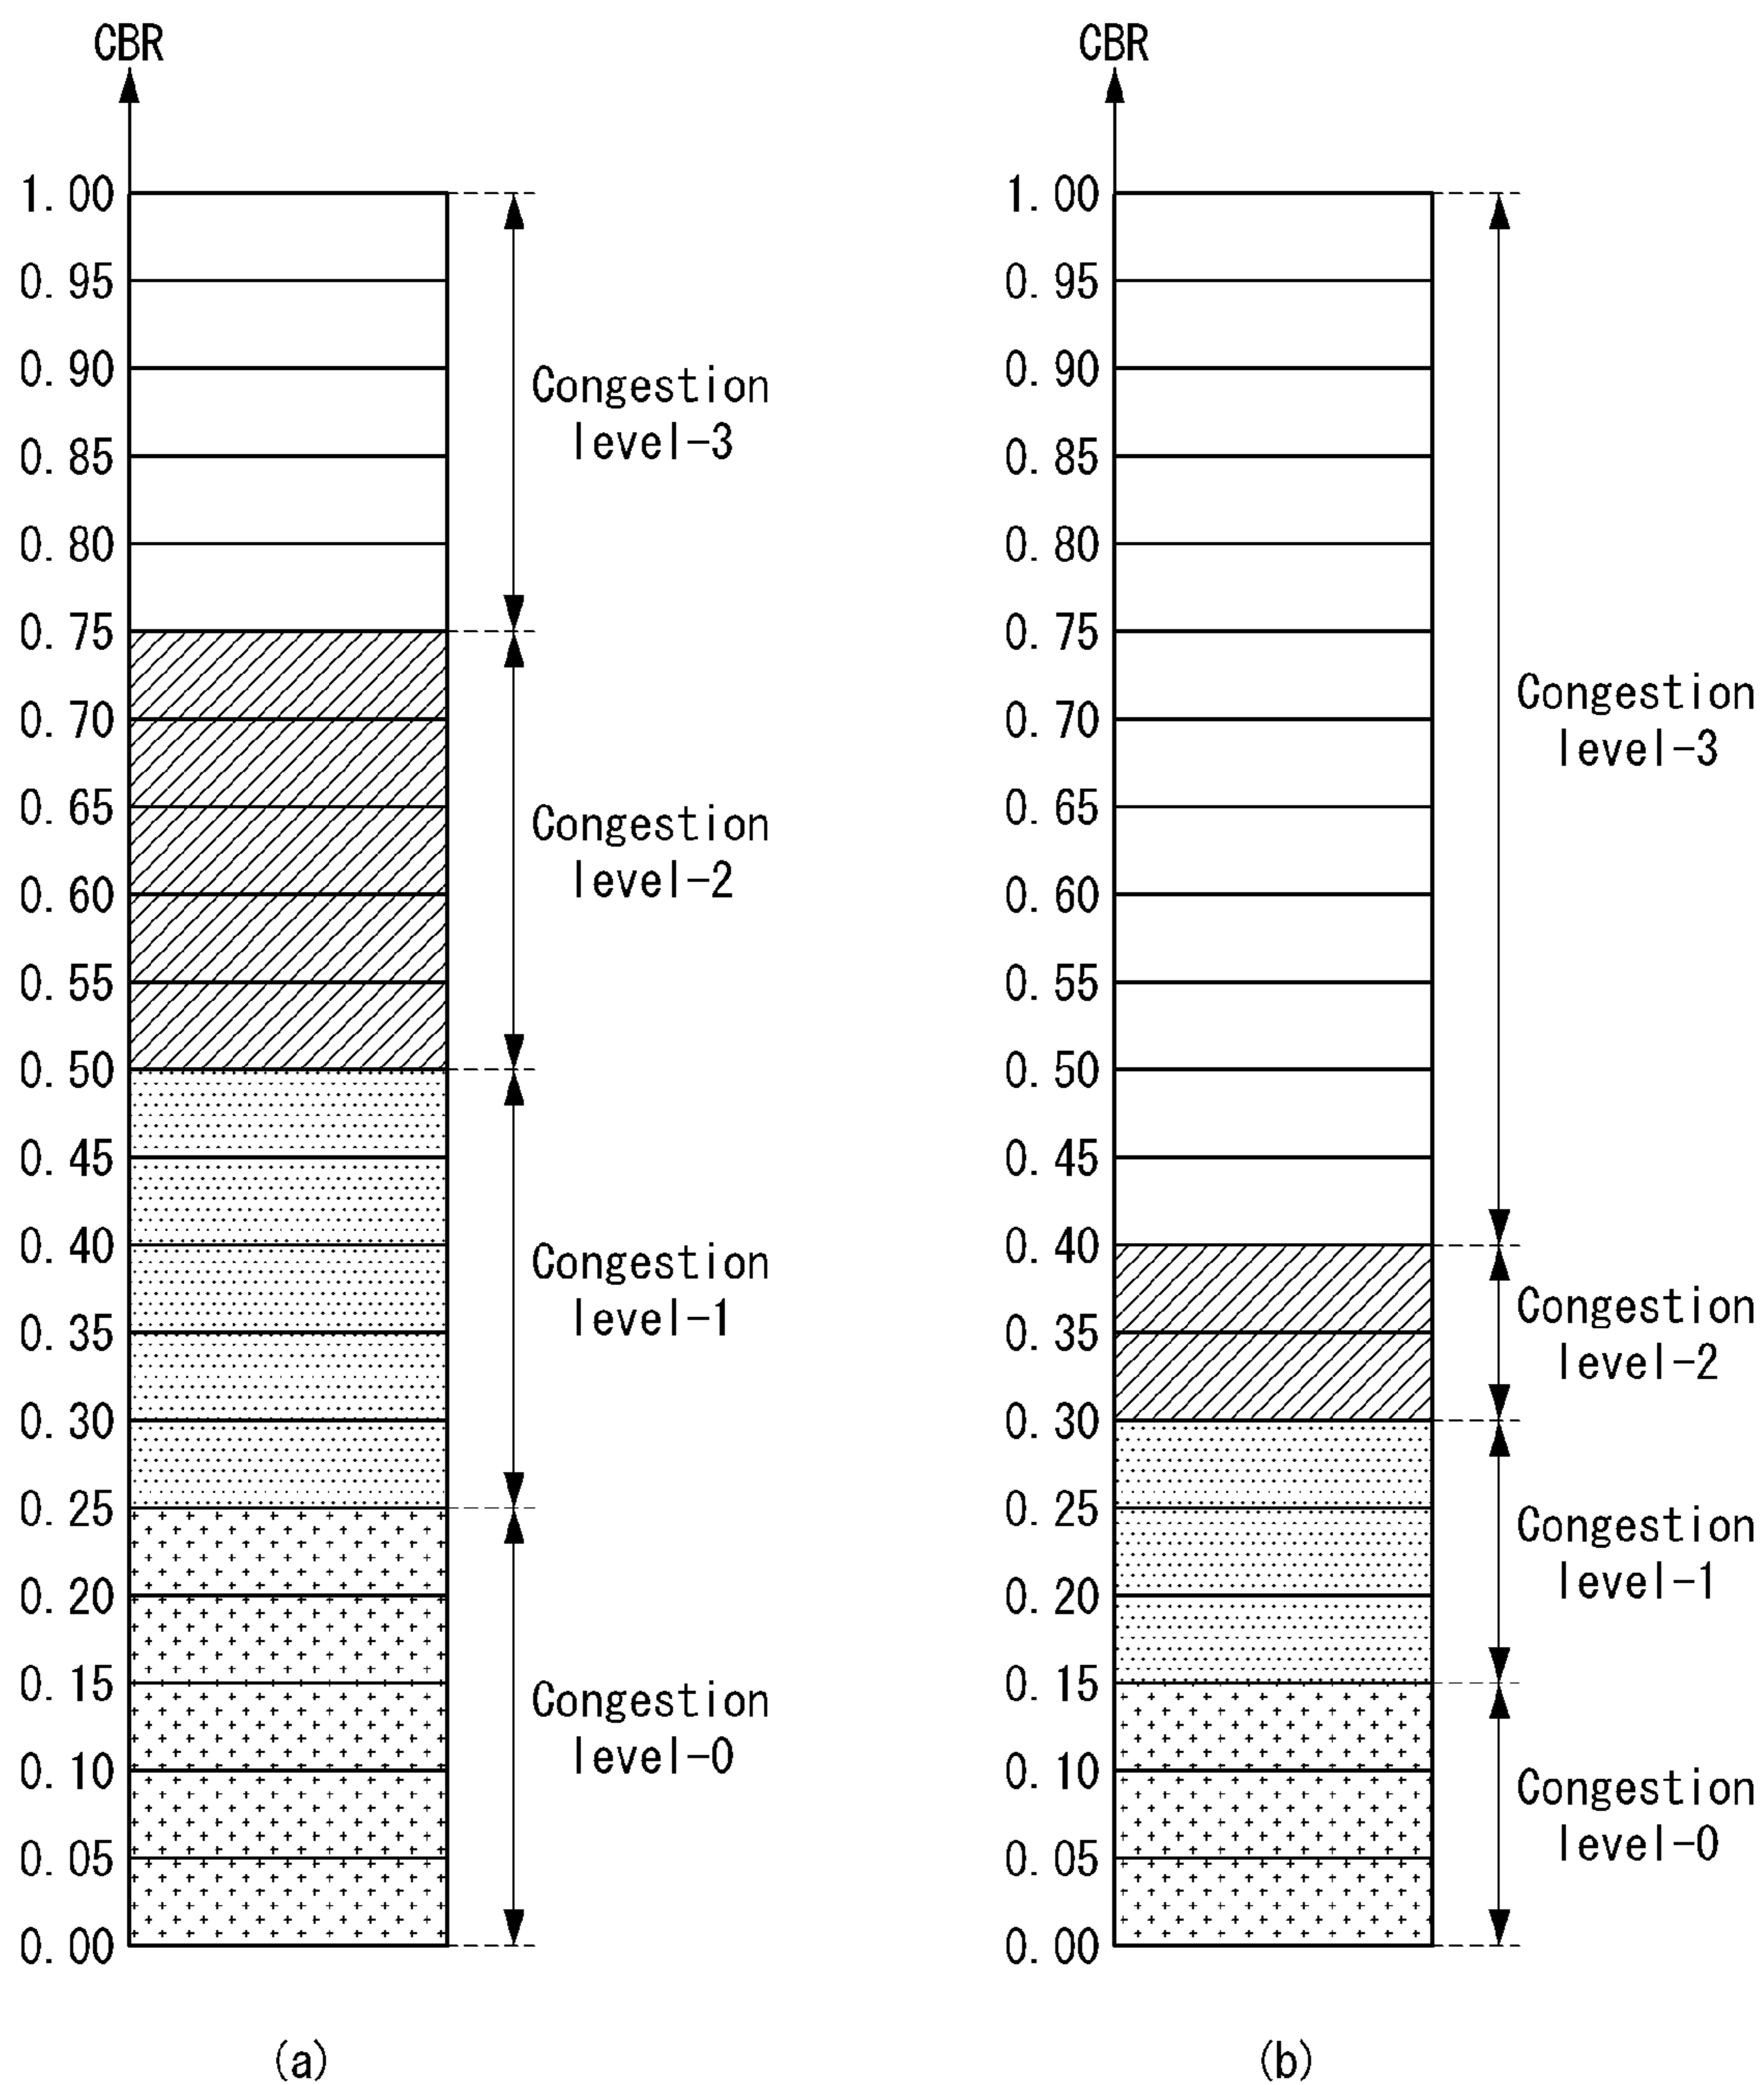 CBR
1.00
0.95
0.90
0.85
0.80
0.75
0.70
0.65
0.60
0.55
0.50
0.45
0.40
0.35
0.30
0.25
0.20
0.15
0.10
0.05
0.00
Congestion
level-3
Congestion
level-2
Congestion
level-1
Congestion
level-0
(a)
CBR
1.00
0.95
0.90
0.85
0.80
0.75
0.70
0.65
0.60
0.55
0.50
0.45
0.40
0.35
0.30
0.25
0.20
0.15
0.10
0.05
0.00
Congestion
level-3
Congestion
level-2
Congestion
level-1
Congestion
level-0
(b)